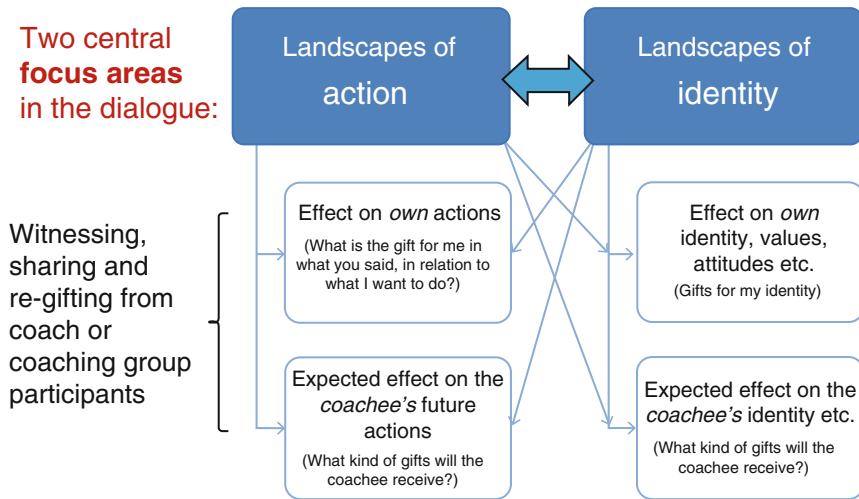 Two central
focus areas
in the dialogue:
Landscapes of
action
Landscapes of
identity
Witnessing,
sharing and
re-gifting from
coach or
coaching group
participants
Effect on own actions
(What is the gift for me in
what you said, in relation to
what I want to do?)
Effect on own
identity, values,
attitudes etc.
(Gifts for my identity)
Expected effect on the
coachee's future
actions
(What kind of gifts will the
coachee receive?)
Expected effect on the
coachee's identity etc.
(What kind of gifts will the
coachee receive?)